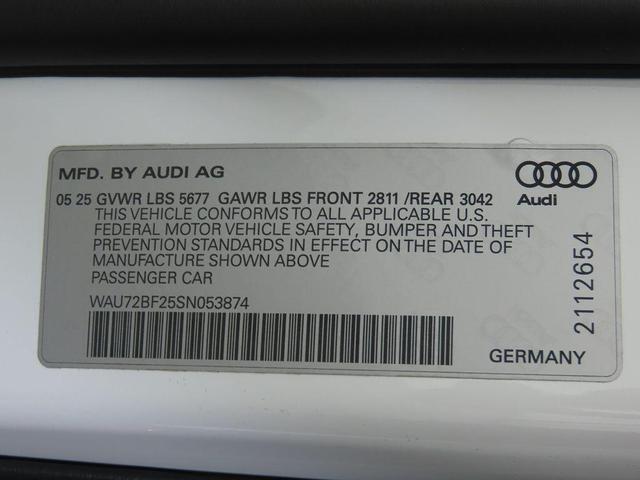 MFD. BY AUDI AG
05 25 GVWR LBS 5677 GAWR LBS FRONT 2811 /REAR 3042
THIS VEHICLE CONFORMS TO ALL APPLICABLE U.S.
FEDERAL MOTOR VEHICLE SAFETY, BUMPER AND THEFT
PREVENTION STANDARDS IN EFFECT ON THE DATE OF
MANUFACTURE SHOWN ABOVE
PASSENGER CAR
WAU72BF25SN053874
Audi
2112654
GERMANY